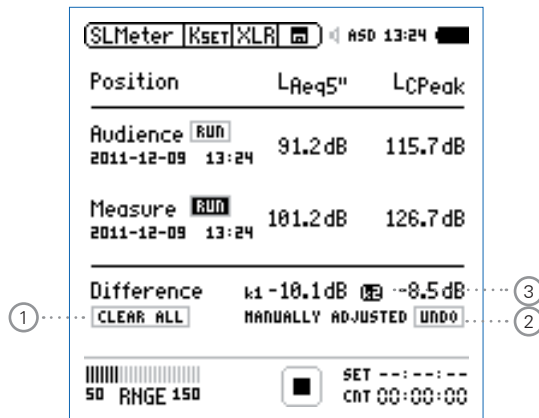 SLMeter KSET XLR ASD 13:24
Position LAeq5" LCPeak
Audience RUN 91.2dB 115.7dB
2011-12-09 13:24
Measure RUN 101.2dB 126.7dB
2011-12-09 13:24
Difference k1 -10.1dB k2 -8.5dB 3
1 CLEAR ALL MANUALLY ADJUSTED UNDO 2
50 RNGE 150 SET --:--:--
CNT 00:00:00